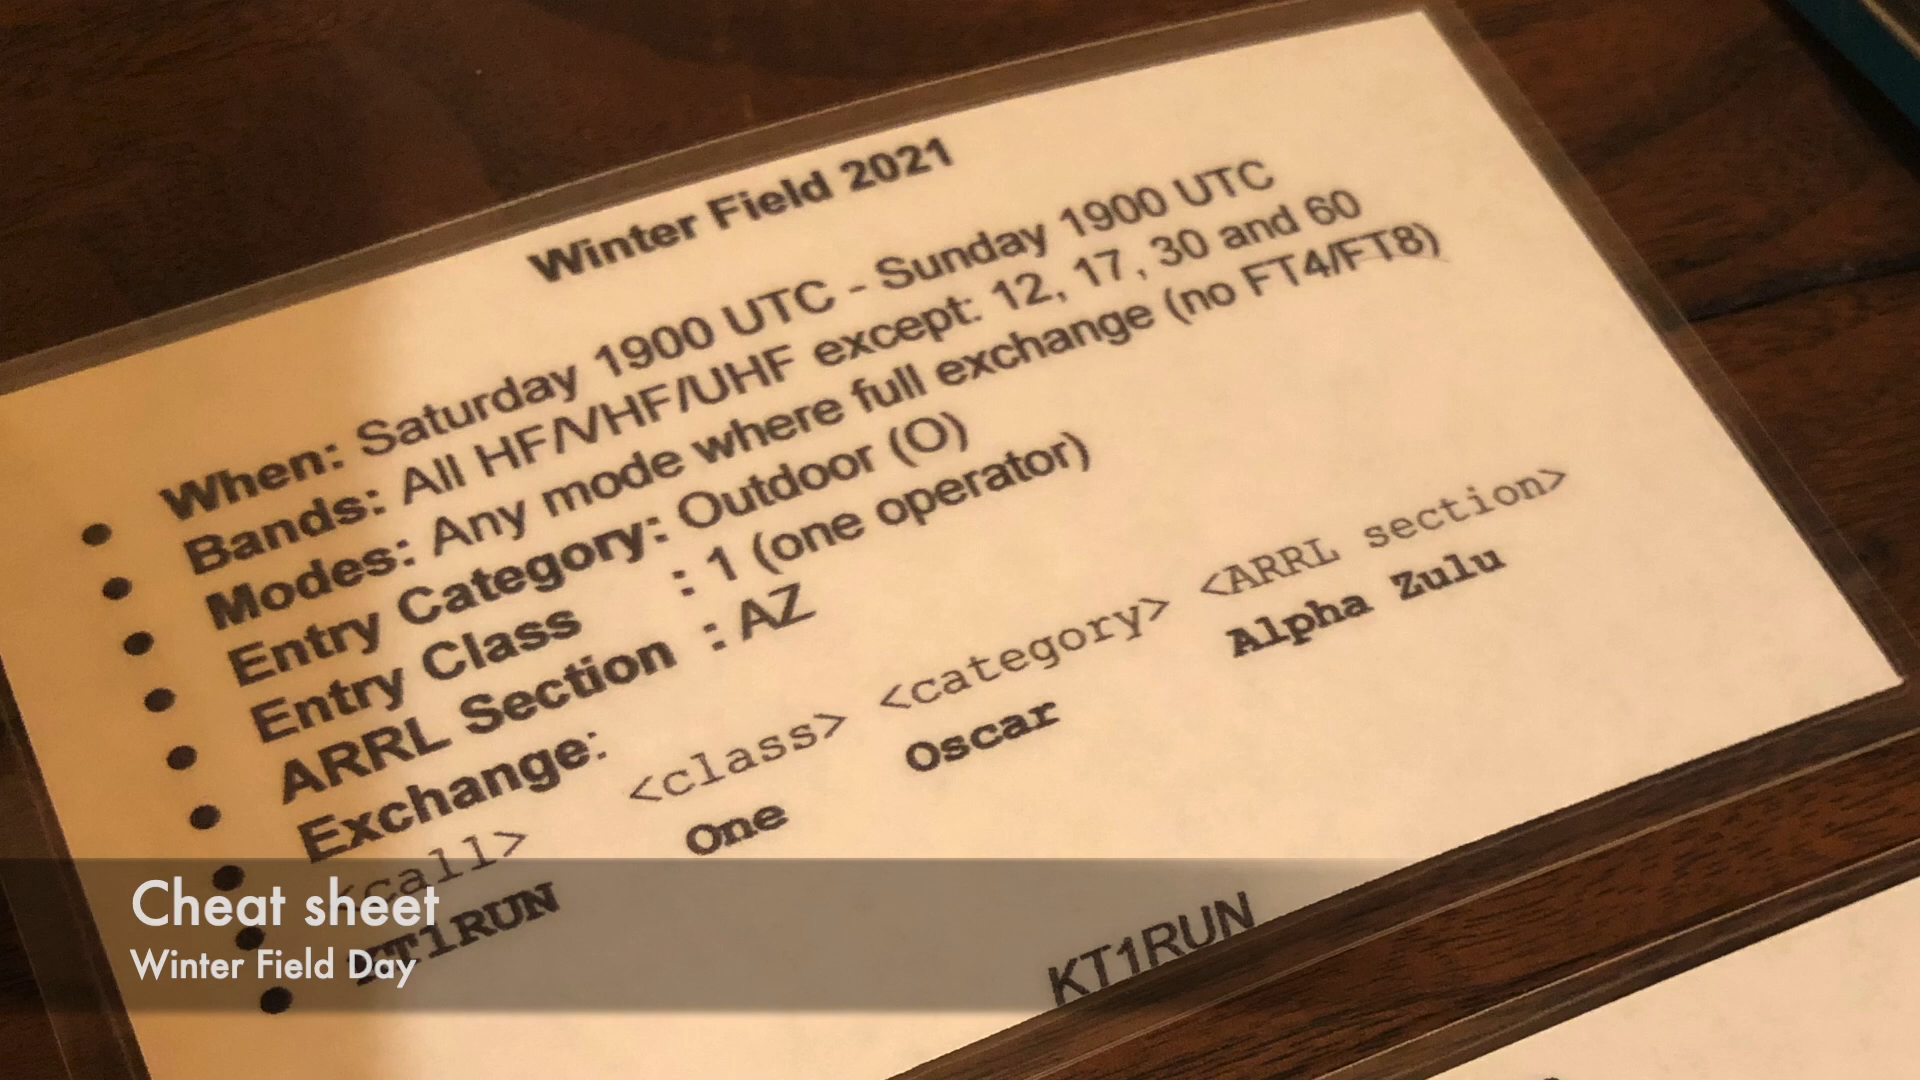 Winter Field 2021
• When: Saturday 1900 UTC - Sunday 1900 UTC
• Bands: All HF/VHF/UHF except: 12, 17, 30 and 60
• Modes: Any mode where full exchange (no FT4/FT8)
• Entry Category: Outdoor (O)
• Entry Class : 1 (one operator)
• ARRL Section : AZ
• Exchange:
• <call> <class> <category> <ARRL section>
• KT1RUN One Oscar Alpha Zulu
KT1RUN
Cheat sheet
Winter Field Day